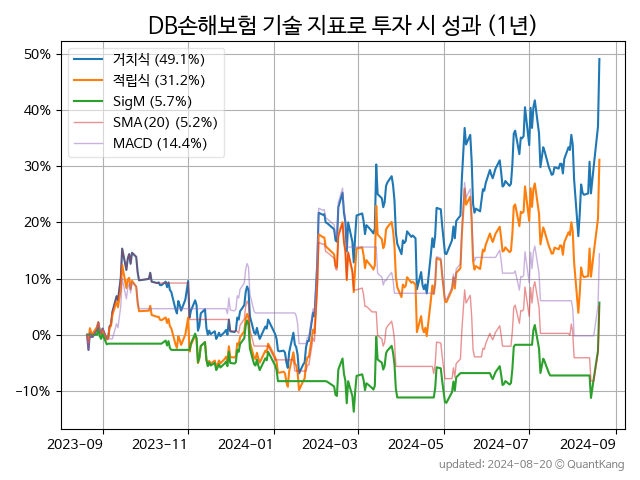 DB손해보험 기술 지표로 투자 시 성과 (1년)
50%
40%
30%
20%
10%
0%
−10%
거치식 (49.1%)
적립식 (31.2%)
SigM (5.7%)
SMA(20) (5.2%)
MACD (14.4%)
2023-09
2023-11
2024-01
2024-03
2024-05
2024-07
2024-09
updated: 2024-08-20 ⓒ QuantKang